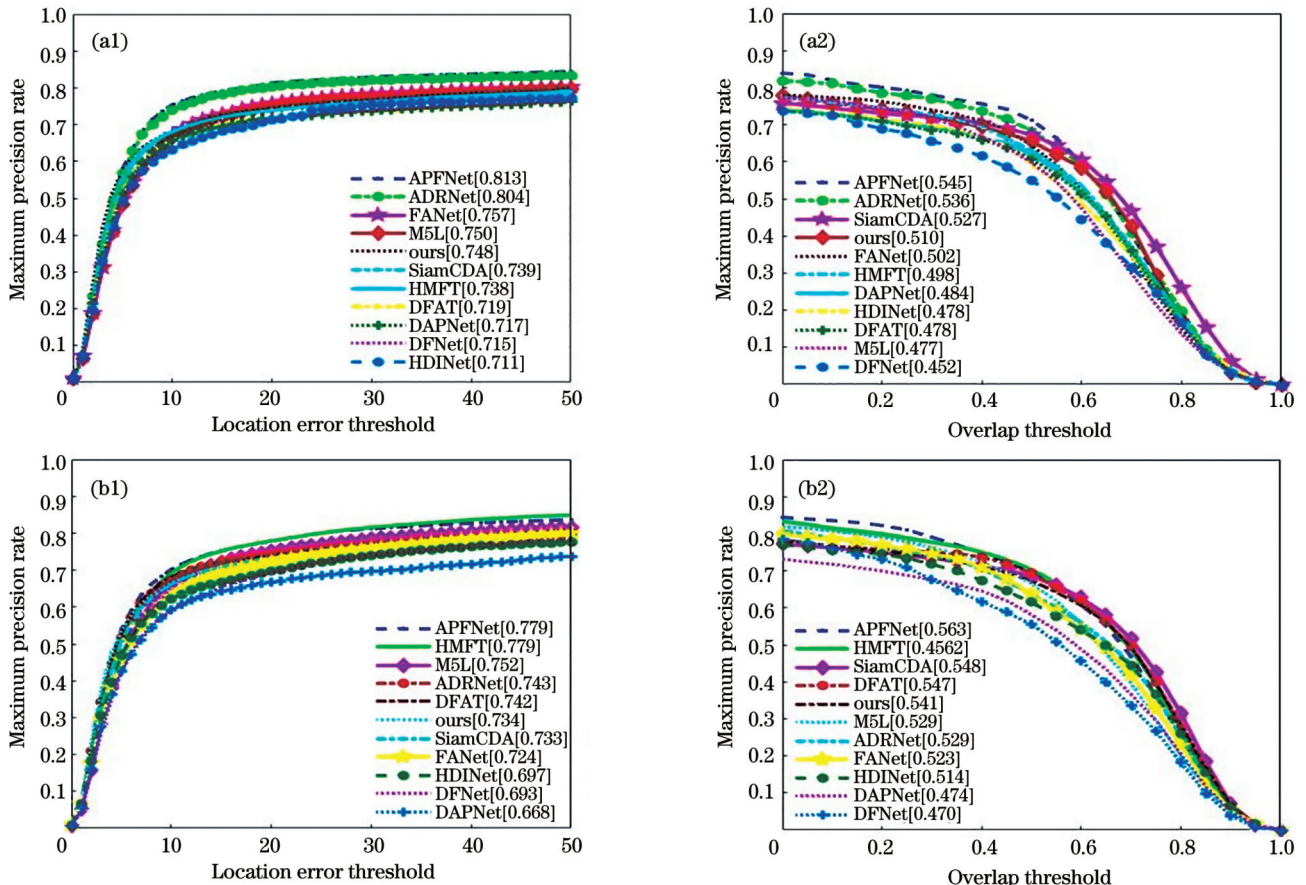 (a1)
Maximum precision rate
1.0
0.9
0.8
0.7
0.6
0.5
0.4
0.3
0.2
0.1
0
10
20
30
40
50
Location error threshold
APFNet[0.813]
ADRNet[0.804]
FANet[0.757]
M5L[0.750]
ours[0.748]
SiamCDA[0.739]
HMFT[0.738]
DFAT[0.719]
DAPNet[0.717]
DFNet[0.715]
HDINet[0.711]
(a2)
Maximum precision rate
1.0
0.9
0.8
0.7
0.6
0.5
0.4
0.3
0.2
0.1
0
0.2
0.4
0.6
0.8
1.0
Overlap threshold
APFNet[0.545]
ADRNet[0.536]
SiamCDA[0.527]
ours[0.510]
FANet[0.502]
HMFT[0.498]
DAPNet[0.484]
HDINet[0.478]
DFAT[0.478]
M5L[0.477]
DFNet[0.452]
(b1)
Maximum precision rate
1.0
0.9
0.8
0.7
0.6
0.5
0.4
0.3
0.2
0.1
0
10
20
30
40
50
Location error threshold
APFNet[0.779]
HMFT[0.779]
M5L[0.752]
ADRNet[0.743]
DFAT[0.742]
ours[0.734]
SiamCDA[0.733]
FANet[0.724]
HDINet[0.697]
DFNet[0.693]
DAPNet[0.668]
(b2)
Maximum precision rate
1.0
0.9
0.8
0.7
0.6
0.5
0.4
0.3
0.2
0.1
0
0.2
0.4
0.6
0.8
1.0
Overlap threshold
APFNet[0.563]
HMFT[0.4562]
SiamCDA[0.548]
DFAT[0.547]
ours[0.541]
M5L[0.529]
ADRNet[0.529]
FANet[0.523]
HDINet[0.514]
DAPNet[0.474]
DFNet[0.470]